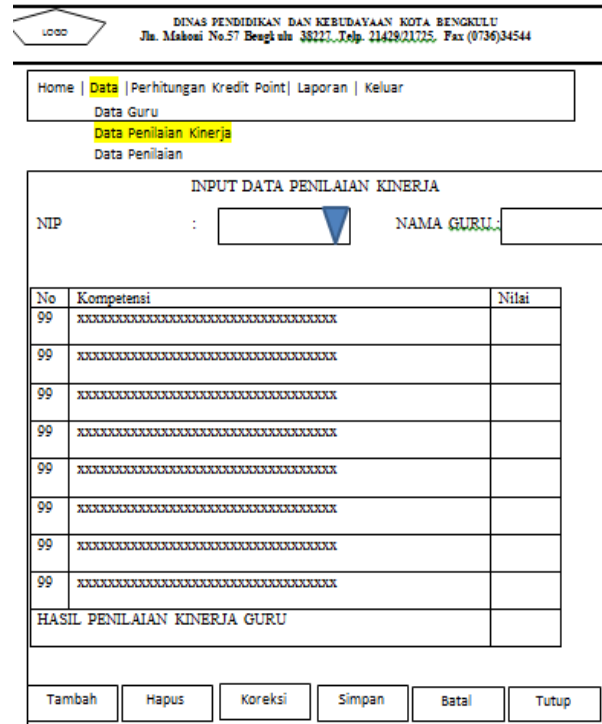 LOGO
DINAS PENDIDIKAN DAN KEBUDAYAAN KOTA BENGKULU
Jln. Mahoni No.57 Bengkulu 38227. Telp. 21429/21725. Fax (0736)34544
Home | Data |Perhitungan Kredit Point| Laporan | Keluar
Data Guru
Data Penilaian Kinerja
Data Penilaian
INPUT DATA PENILAIAN KINERJA
NIP : NAMA GURU :
No Kompetensi Nilai
99 xxxxxxxxxxxxxxxxxxxxxxxxxxxxxxxxxx
99 xxxxxxxxxxxxxxxxxxxxxxxxxxxxxxxxxx
99 xxxxxxxxxxxxxxxxxxxxxxxxxxxxxxxxxx
99 xxxxxxxxxxxxxxxxxxxxxxxxxxxxxxxxxx
99 xxxxxxxxxxxxxxxxxxxxxxxxxxxxxxxxxx
99 xxxxxxxxxxxxxxxxxxxxxxxxxxxxxxxxxx
99 xxxxxxxxxxxxxxxxxxxxxxxxxxxxxxxxxx
99 xxxxxxxxxxxxxxxxxxxxxxxxxxxxxxxxxx
HASIL PENILAIAN KINERJA GURU
Tambah Hapus Koreksi Simpan Batal Tutup